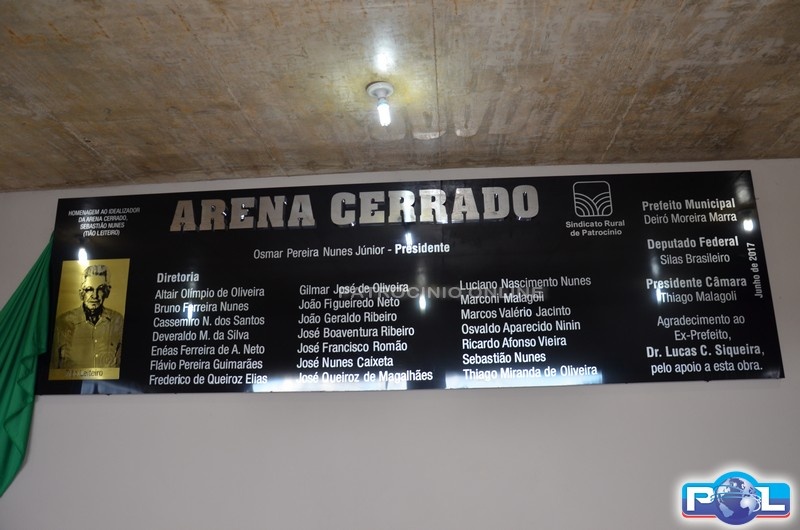 HOMENAGEM AO IDEALIZADOR
DA ARENA CERRADO,
SEBASTIÃO NUNES
(TIÃO LEITEIRO)
Leiteiro
ARENA CERRADO
Osmar Pereira Nunes Júnior - Presidente
Sindicato Rural
de Patrocínio
Diretoria
Altair Olímpio de Oliveira
Bruno Ferreira Nunes
Cassemiro N. dos Santos
Deveraldo M. da Silva
Enéas Ferreira de A. Neto
Flávio Pereira Guimarães
Frederico de Queiroz Elias
Gilmar José de Oliveira
João Figueredo Neto
João Geraldo Ribeiro
José Boaventura Ribeiro
José Francisco Romão
José Nunes Caixeta
José Queiroz de Magalhães
Luciano Nascimento Nunes
Marconi Malagoli
Marcos Valério Jacinto
Osvaldo Aparecido Ninin
Ricardo Afonso Vieira
Sebastião Nunes
Thiago Miranda de Oliveira
Prefeito Municipal
Deiró Moreira Marra
Deputado Federal
Silas Brasileiro
Presidente Câmara
Thiago Malagoli
Agradecimento ao
Ex-Prefeito,
Dr. Lucas C. Siqueira,
pelo apoio a esta obra.
Junho de 2017
PATROCINIO ONLINE
POL